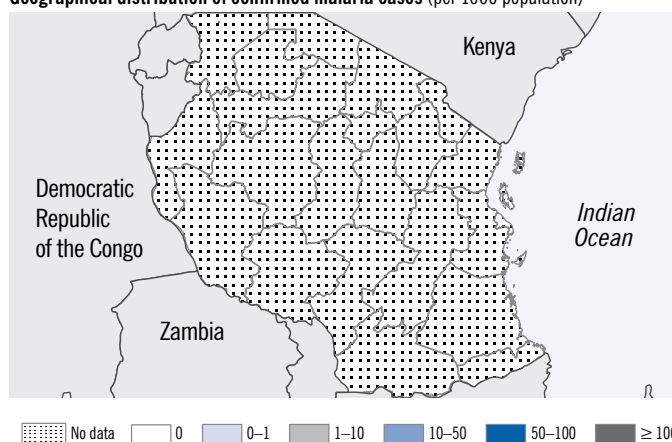 Geographical distribution of confirmed malaria cases (per 1000 population)
Kenya
Democratic
Republic
of the Congo
Indian
Ocean
Zambia
No data 0 0–1 1–10 10–50 50–100 ≥ 100